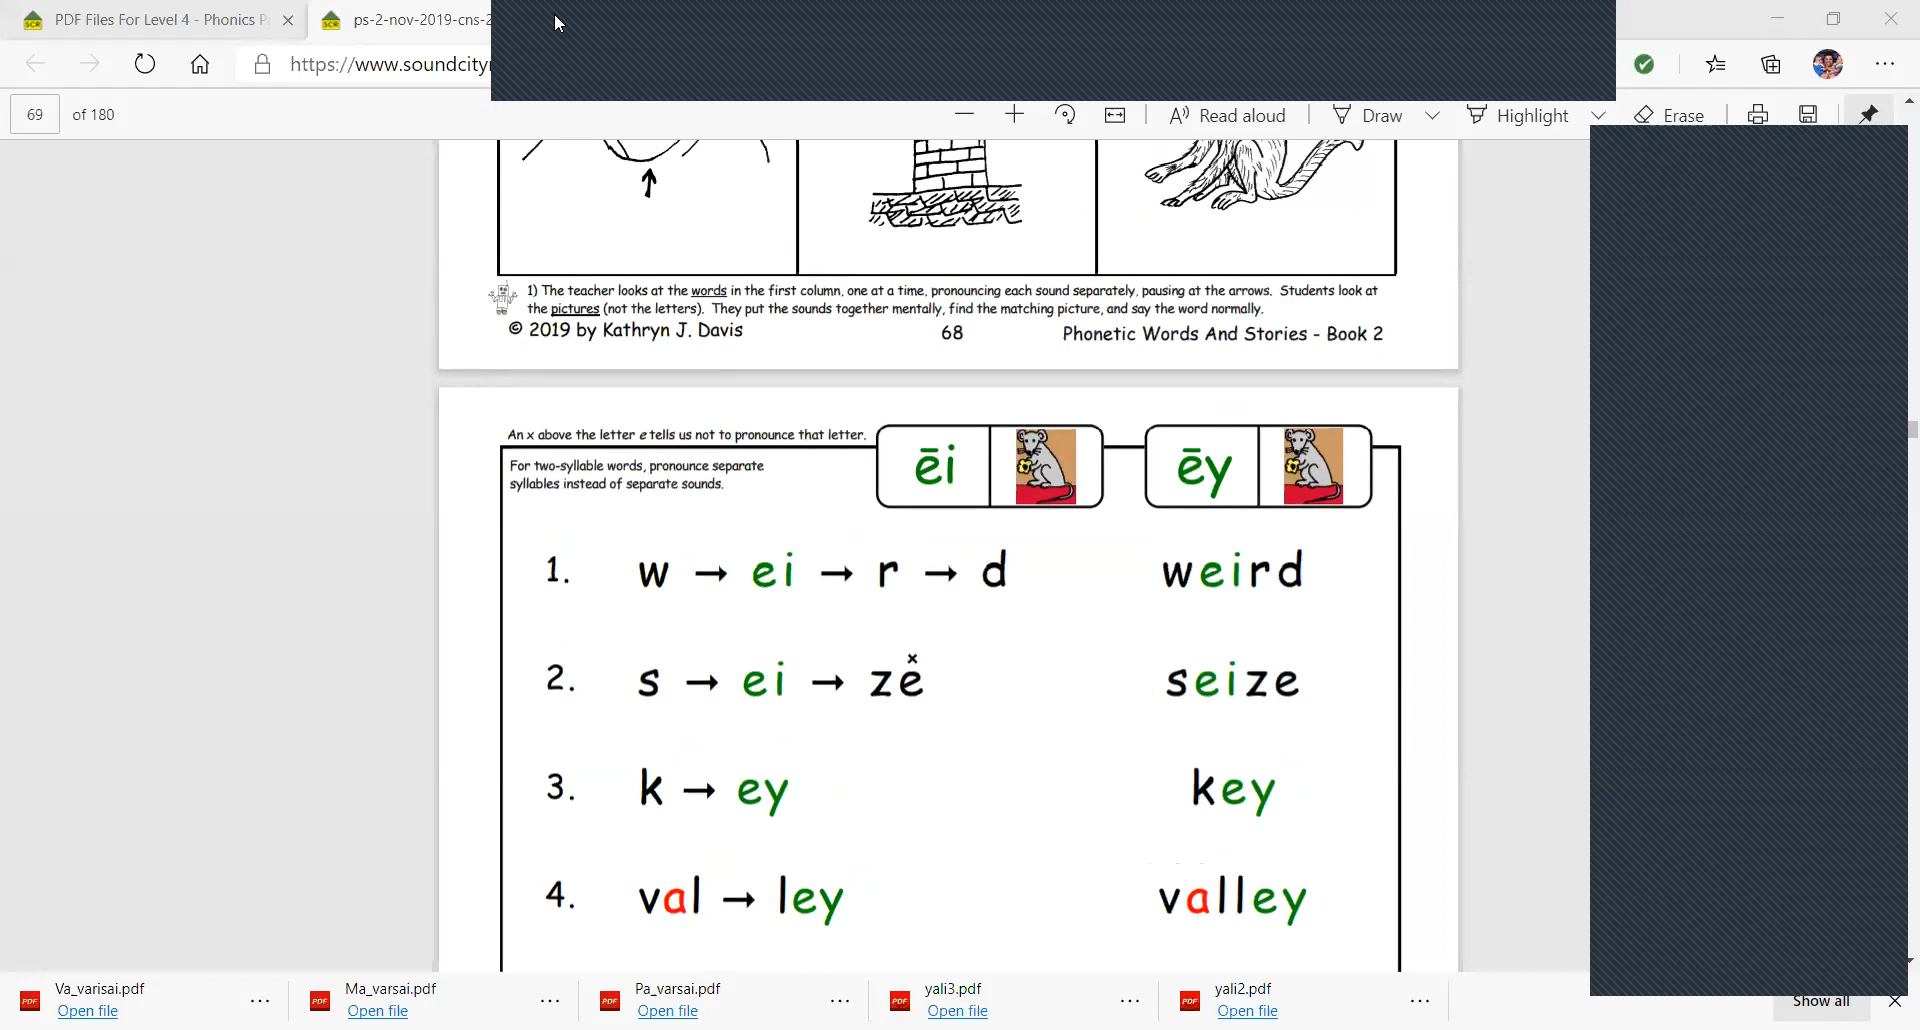 PDF Files For Level 4 - Phonics P
ps-2-nov-2019-cns-2
https://www.soundcity
69 of 180
Read aloud Draw Highlight Erase
1) The teacher looks at the words in the first column, one at a time, pronouncing each sound separately, pausing at the arrows. Students look at
the pictures (not the letters). They put the sounds together mentally, find the matching picture, and say the word normally.
© 2019 by Kathryn J. Davis 68 Phonetic Words And Stories - Book 2
An x above the letter e tells us not to pronounce that letter.
For two-syllable words, pronounce separate
syllables instead of separate sounds.
ēi ēy
1. w → ei → r → d weird
2. s → ei → ze seize
x
3. k → ey key
4. val → ley valley
Va_varisai.pdf
Open file
Ma_varsai.pdf
Open file
Pa_varsai.pdf
Open file
yali3.pdf
Open file
yali2.pdf
Open file
Show all